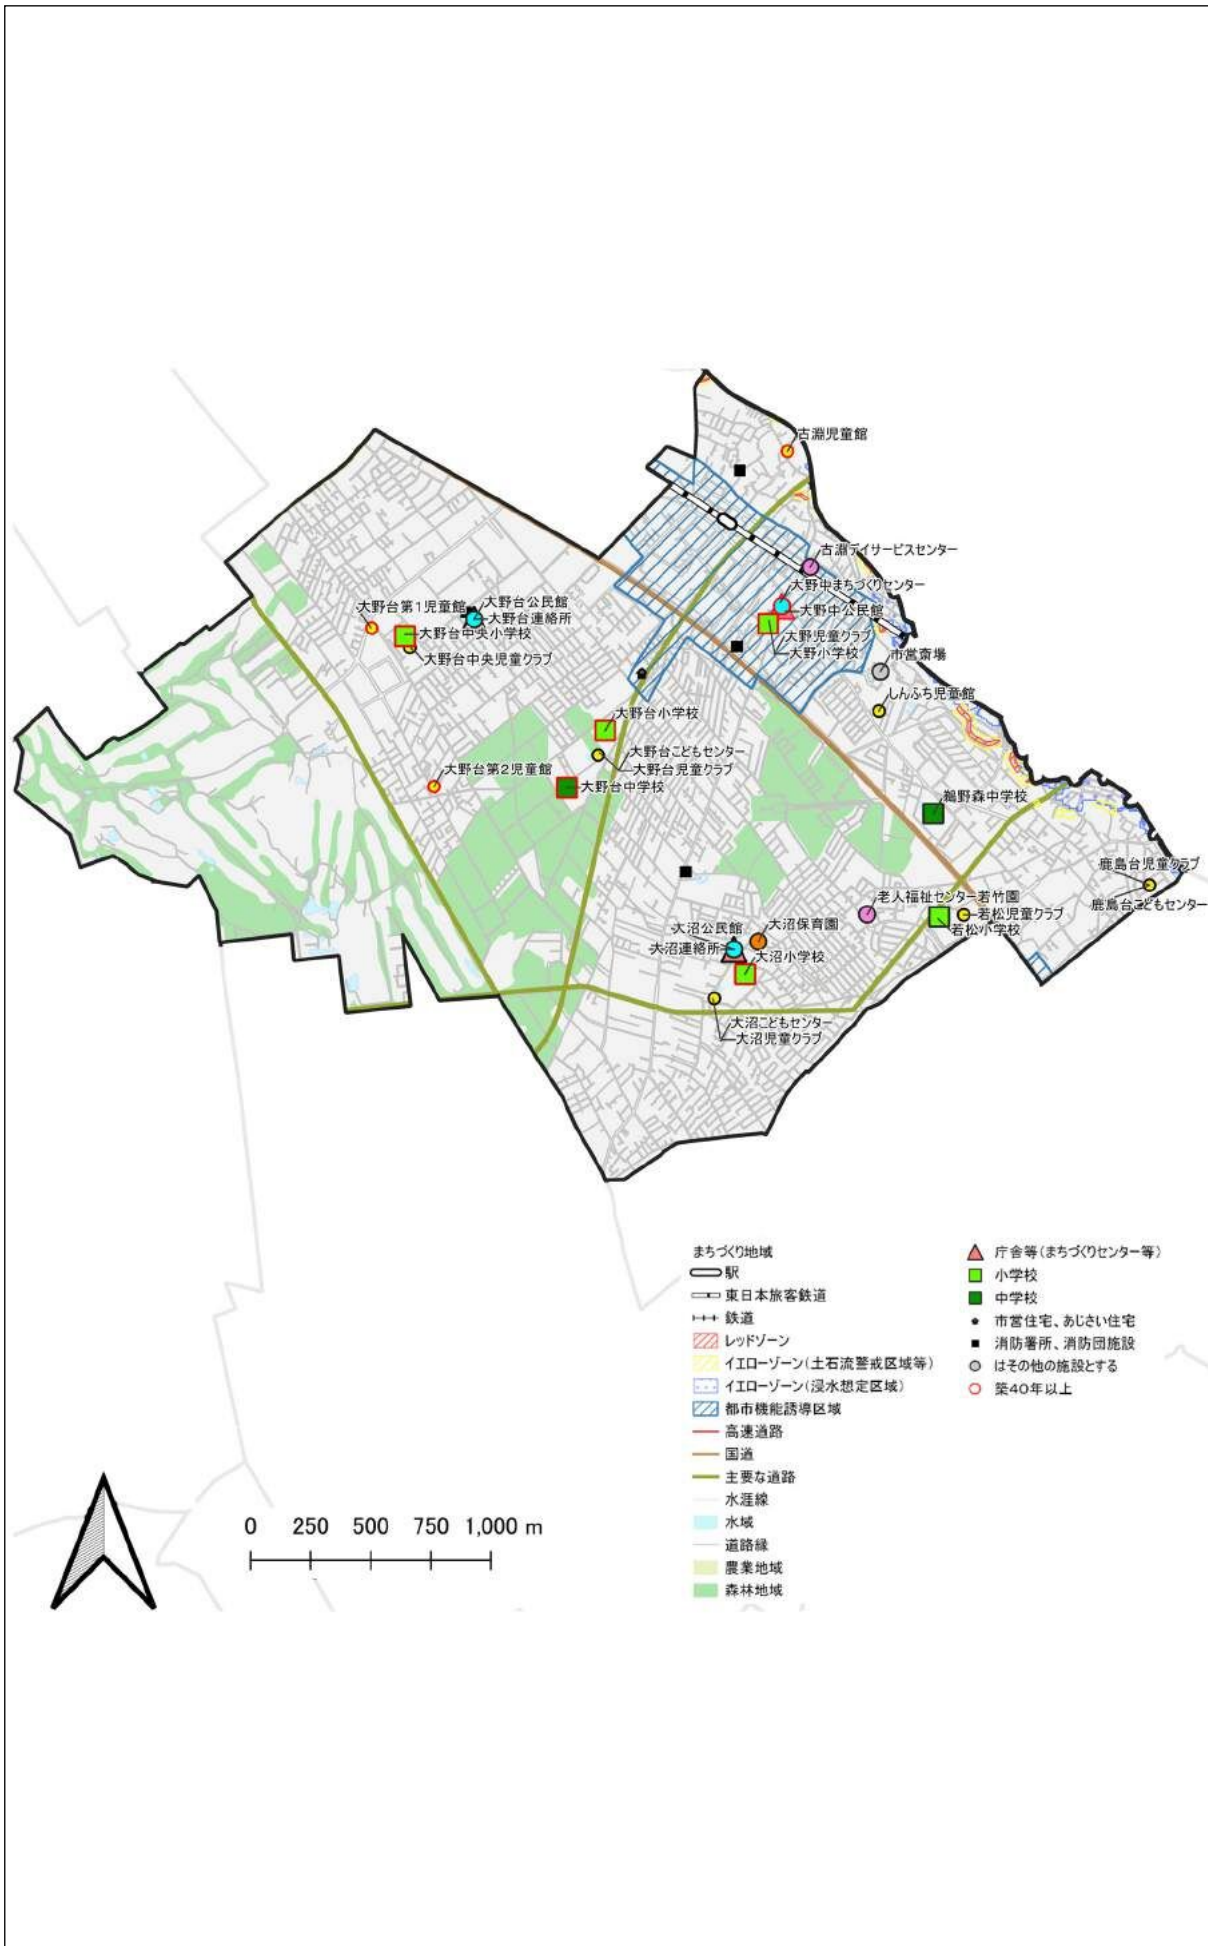 古淵児童館
古淵デイサービスセンター
大野中まちづくりセンター
大野中公民館
大野児童クラブ
大野小学校
市営斎場
しんふち児童館
大野台第1児童館
大野台公民館
大野台連絡所
大野台中央小学校
大野台中央児童クラブ
大野台小学校
大野台こどもセンター
大野台児童クラブ
大野台第2児童館
大野台中学校
鵜野森中学校
鹿島台児童クラブ
鹿島台こどもセンター
老人福祉センター若竹園
若松児童クラブ
若松小学校
大沼公民館
大沼保育園
大沼連絡所
大沼小学校
大沼こどもセンター
大沼児童クラブ
まちづくり地域
駅
東日本旅客鉄道
鉄道
レッドゾーン
イエローゾーン(土石流警戒区域等)
イエローゾーン(浸水想定区域)
都市機能誘導区域
高速道路
国道
主要な道路
水涯線
水域
道路縁
農業地域
森林地域
庁舎等(まちづくりセンター等)
小学校
中学校
市営住宅、あじさい住宅
消防署所、消防団施設
はその他の施設とする
築40年以上
0 250 500 750 1,000 m